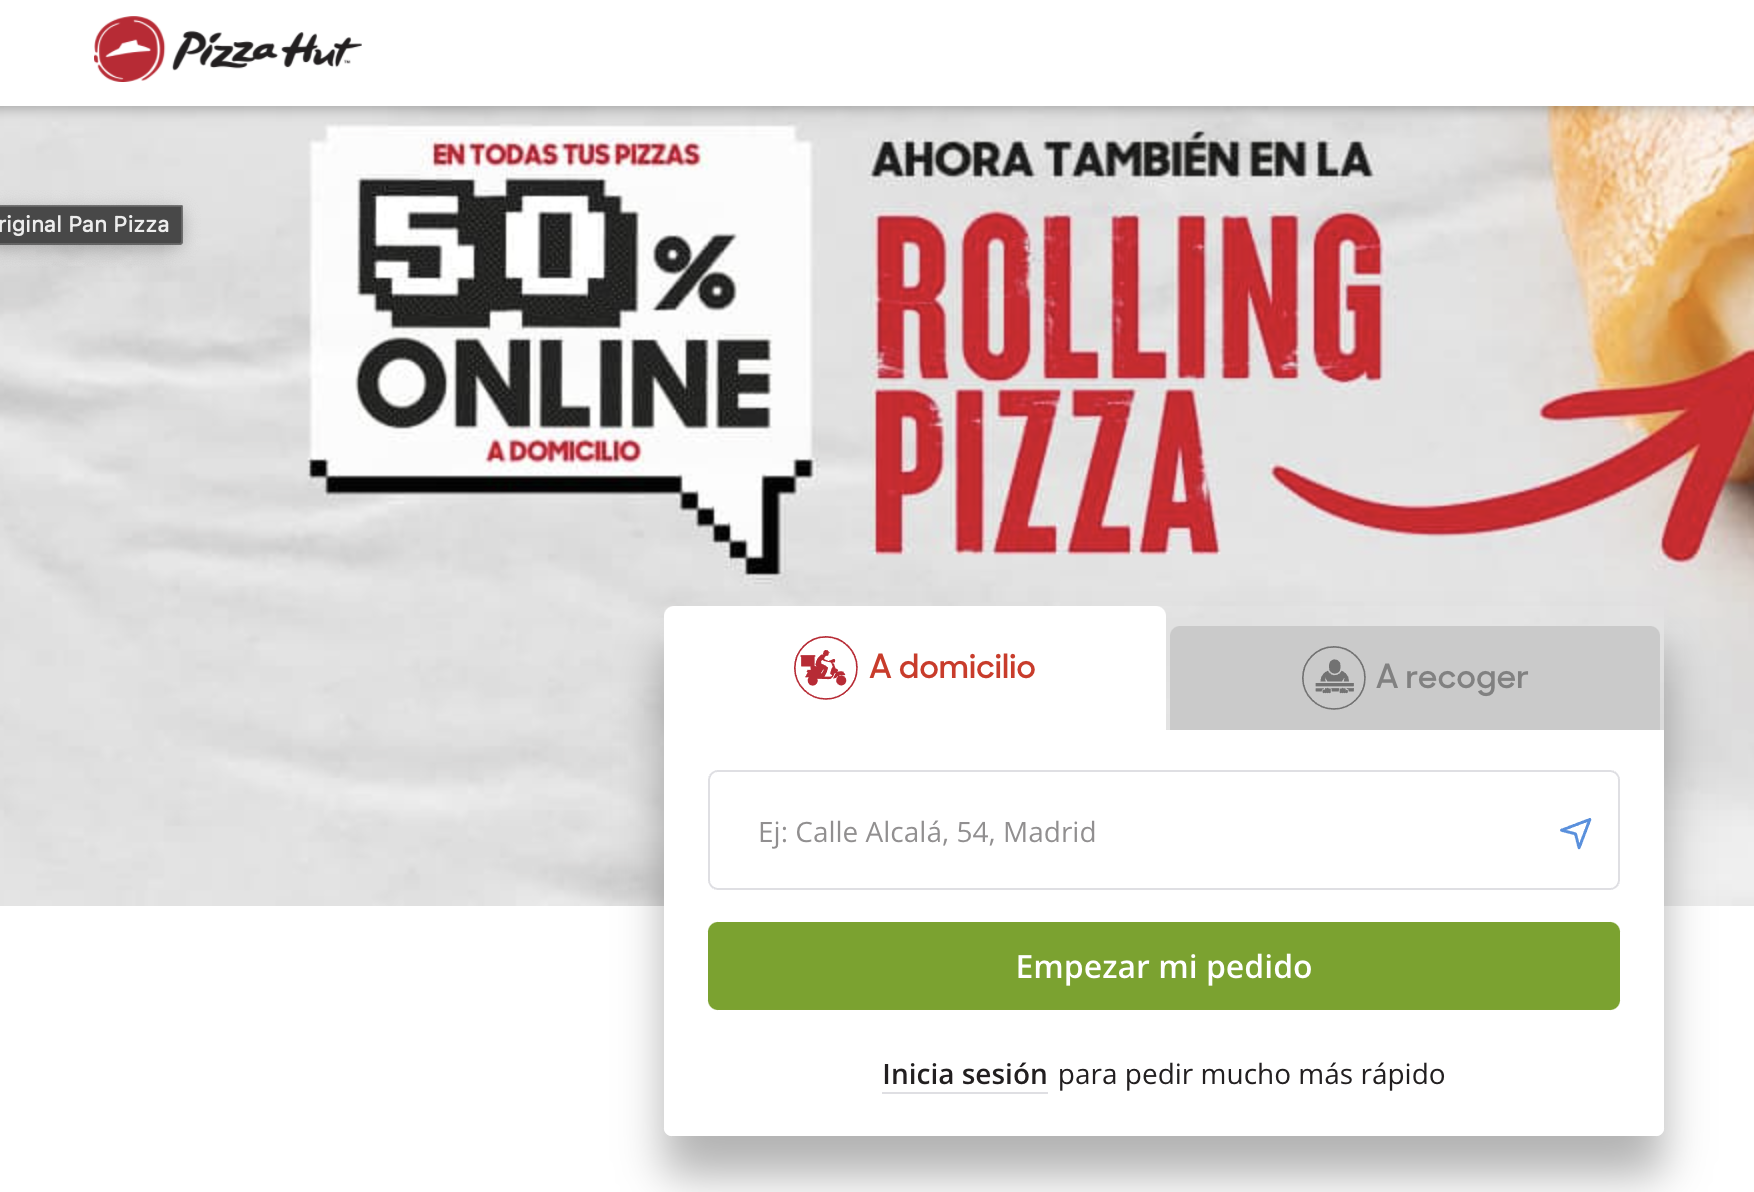 Pizza Hut™
EN TODAS TUS PIZZAS
50%
ONLINE
A DOMICILIO
AHORA TAMBIÉN EN LA
ROLLING
PIZZA
riginal Pan Pizza
A domicilio
A recoger
Ej: Calle Alcalá, 54, Madrid
Empezar mi pedido
Inicia sesión para pedir mucho más rápido